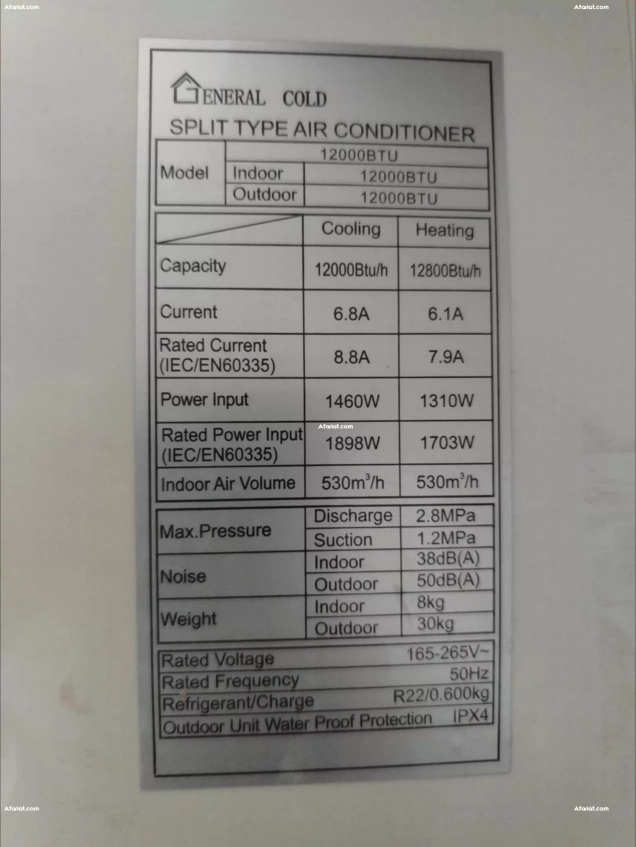 Afariat.com
Afariat.com
GENERAL COLD
SPLIT TYPE AIR CONDITIONER
Model 12000BTU
Indoor 12000BTU
Outdoor 12000BTU
Cooling Heating
Capacity 12000Btu/h 12800Btu/h
Current 6.8A 6.1A
Rated Current (IEC/EN60335) 8.8A 7.9A
Power Input 1460W 1310W
Afariat.com
Rated Power Input (IEC/EN60335) 1898W 1703W
Indoor Air Volume 530m³/h 530m³/h
Max.Pressure Discharge 2.8MPa
Suction 1.2MPa
Noise Indoor 38dB(A)
Outdoor 50dB(A)
Weight Indoor 8kg
Outdoor 30kg
Rated Voltage 165-265V~
Rated Frequency 50Hz
Refrigerant/Charge R22/0.600kg
Outdoor Unit Water Proof Protection IPX4
Afariat.com
Afariat.com